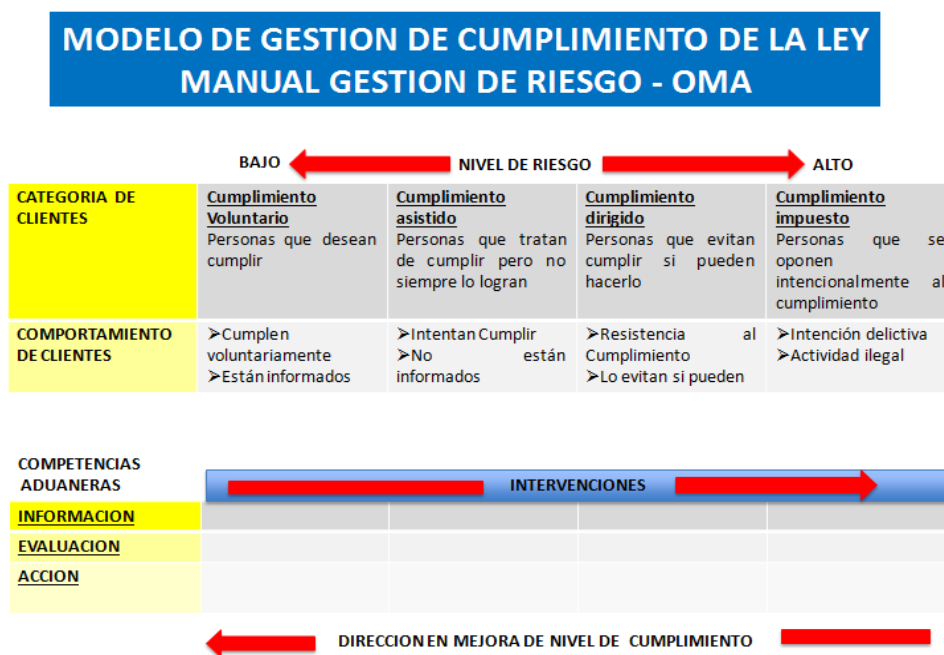 MODELO DE GESTION DE CUMPLIMIENTO DE LA LEY
MANUAL GESTION DE RIESGO - OMA
BAJO
NIVEL DE RIESGO
ALTO
CATEGORIA DE
CLIENTES
Cumplimiento
Voluntario
Personas que desean
cumplir
Cumplimiento
asistido
Personas que tratan
de cumplir pero no
siempre lo logran
Cumplimiento
dirigido
Personas que evitan
cumplir si pueden
hacerlo
Cumplimiento
impuesto
Personas que se
oponen
intencionalmente al
cumplimiento
COMPORTAMIENTO
DE CLIENTES
➢Cumplen
voluntariamente
➢Están informados
➢Intentan Cumplir
➢No están
informados
➢Resistencia al
Cumplimiento
➢Lo evitan si pueden
➢Intención delictiva
➢Actividad ilegal
COMPETENCIAS
ADUANERAS
INTERVENCIONES
INFORMACION
EVALUACION
ACCION
DIRECCION EN MEJORA DE NIVEL DE CUMPLIMIENTO